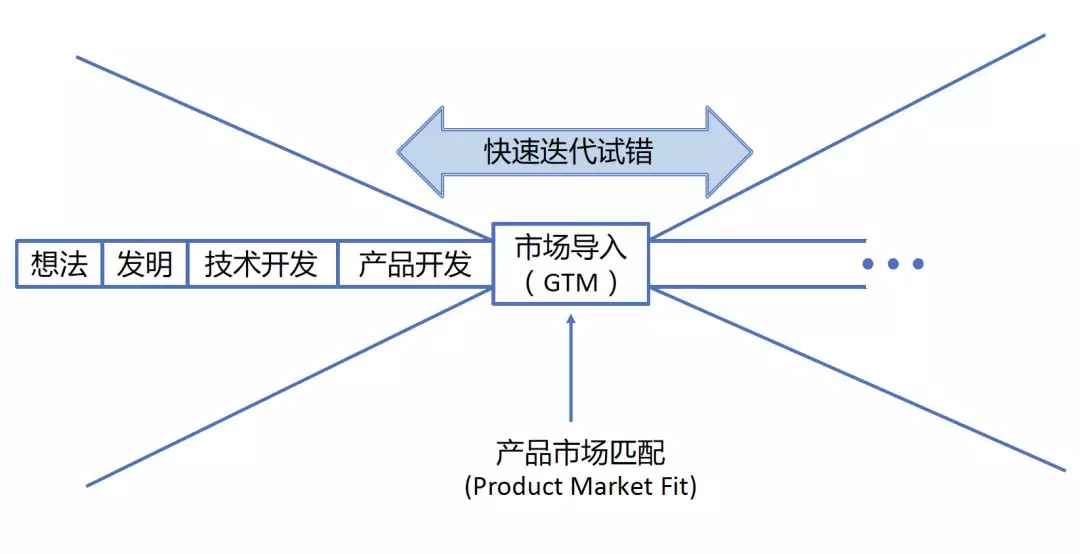 快速迭代试错
想法
发明
技术开发
产品开发
市场导入
（GTM）
产品市场匹配
(Product Market Fit)